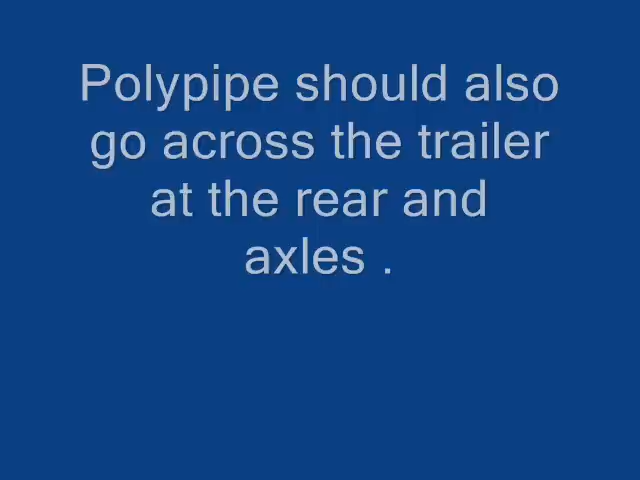 Polypipe should also
go across the trailer
at the rear and
axles .